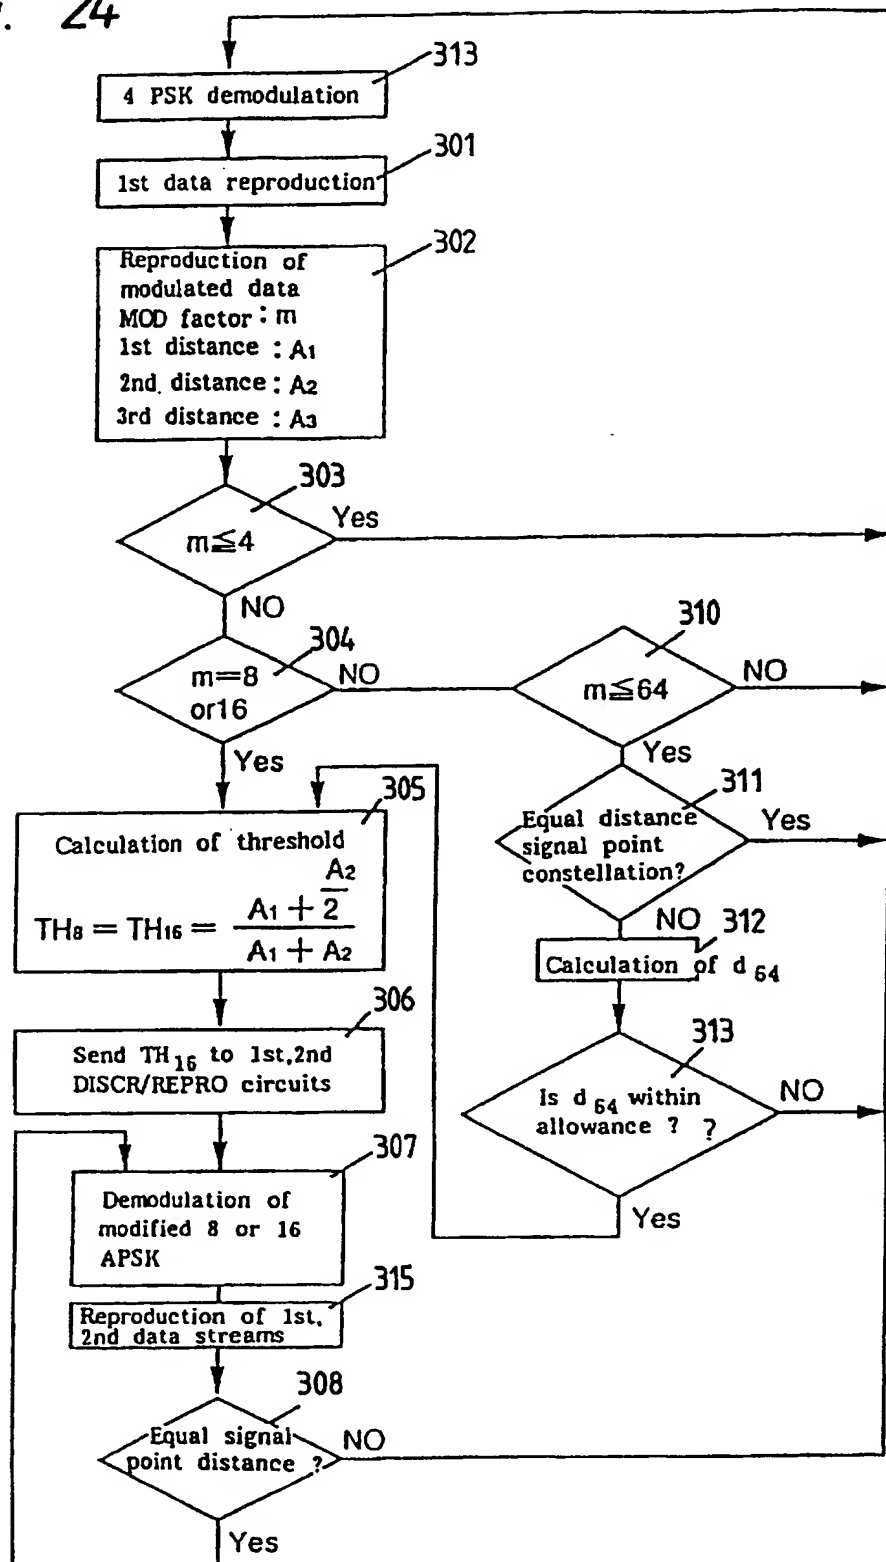 24
313
4 PSK demodulation
301
1st data reproduction
302
Reproduction of
modulated data
MOD factor : m
1st distance : A1
2nd. distance : A2
3rd distance : A3
303
Yes
m≦4
NO
304
m=8
or16
NO
310
m≦64
NO
Yes
Yes
305
Calculation of threshold
TH8 = TH16 = (A1 + A2/2) / (A1 + A2)
311
Equal distance
signal point
constellation?
Yes
NO
312
Calculation of d 64
306
Send TH16 to 1st,2nd
DISCR/REPRO circuits
313
Is d 64 within
allowance ? ?
NO
Yes
307
Demodulation of
modified 8 or 16
APSK
315
Reproduction of 1st,
2nd data streams
308
Equal signal
point distance ?
NO
Yes